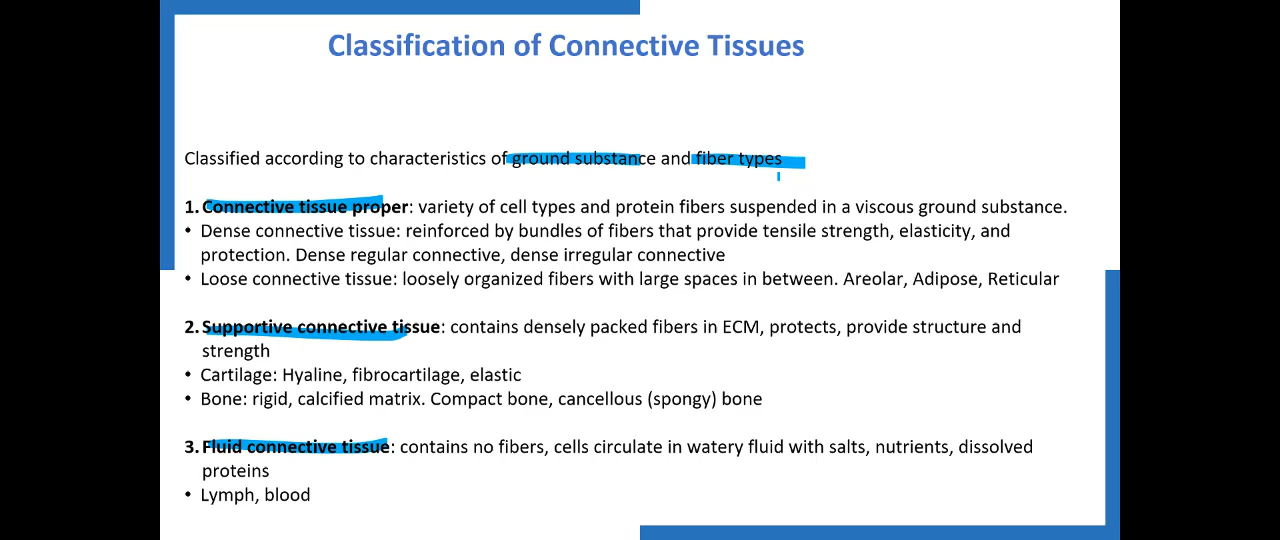 Classification of Connective Tissues
Classified according to characteristics of ground substance and fiber types
1. Connective tissue proper: variety of cell types and protein fibers suspended in a viscous ground substance.
• Dense connective tissue: reinforced by bundles of fibers that provide tensile strength, elasticity, and
protection. Dense regular connective, dense irregular connective
• Loose connective tissue: loosely organized fibers with large spaces in between. Areolar, Adipose, Reticular
2. Supportive connective tissue: contains densely packed fibers in ECM, protects, provide structure and
strength
• Cartilage: Hyaline, fibrocartilage, elastic
• Bone: rigid, calcified matrix. Compact bone, cancellous (spongy) bone
3. Fluid connective tissue: contains no fibers, cells circulate in watery fluid with salts, nutrients, dissolved
proteins
• Lymph, blood